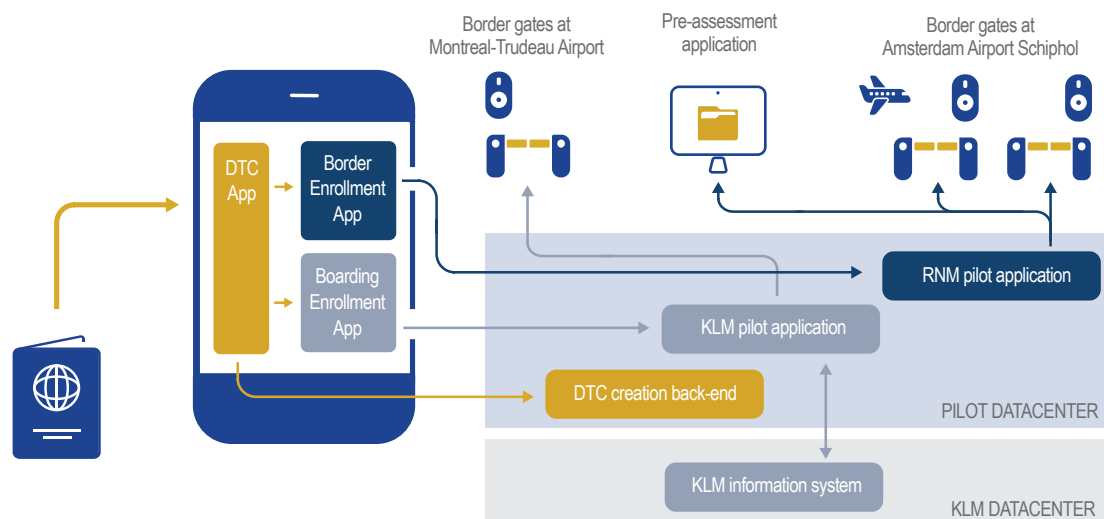 Border gates at
Montreal-Trudeau Airport
Pre-assessment
application
Border gates at
Amsterdam Airport Schiphol
DTC
App
Border
Enrollment
App
Boarding
Enrollment
App
RNM pilot application
KLM pilot application
DTC creation back-end
PILOT DATACENTER
KLM information system
KLM DATACENTER